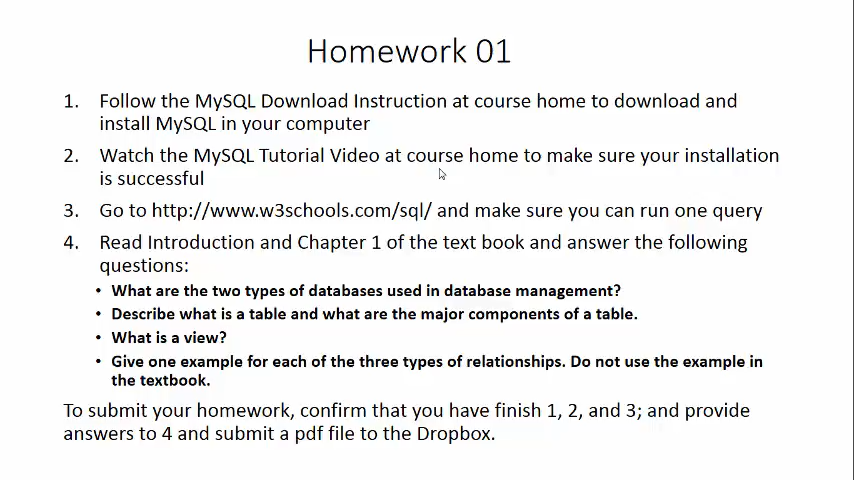 Homework 01
1. Follow the MySQL Download Instruction at course home to download and
install MySQL in your computer
2. Watch the MySQL Tutorial Video at course home to make sure your installation
is successful
3. Go to http://www.w3schools.com/sql/ and make sure you can run one query
4. Read Introduction and Chapter 1 of the text book and answer the following
questions:
• What are the two types of databases used in database management?
• Describe what is a table and what are the major components of a table.
• What is a view?
• Give one example for each of the three types of relationships. Do not use the example in
the textbook.
To submit your homework, confirm that you have finish 1, 2, and 3; and provide
answers to 4 and submit a pdf file to the Dropbox.